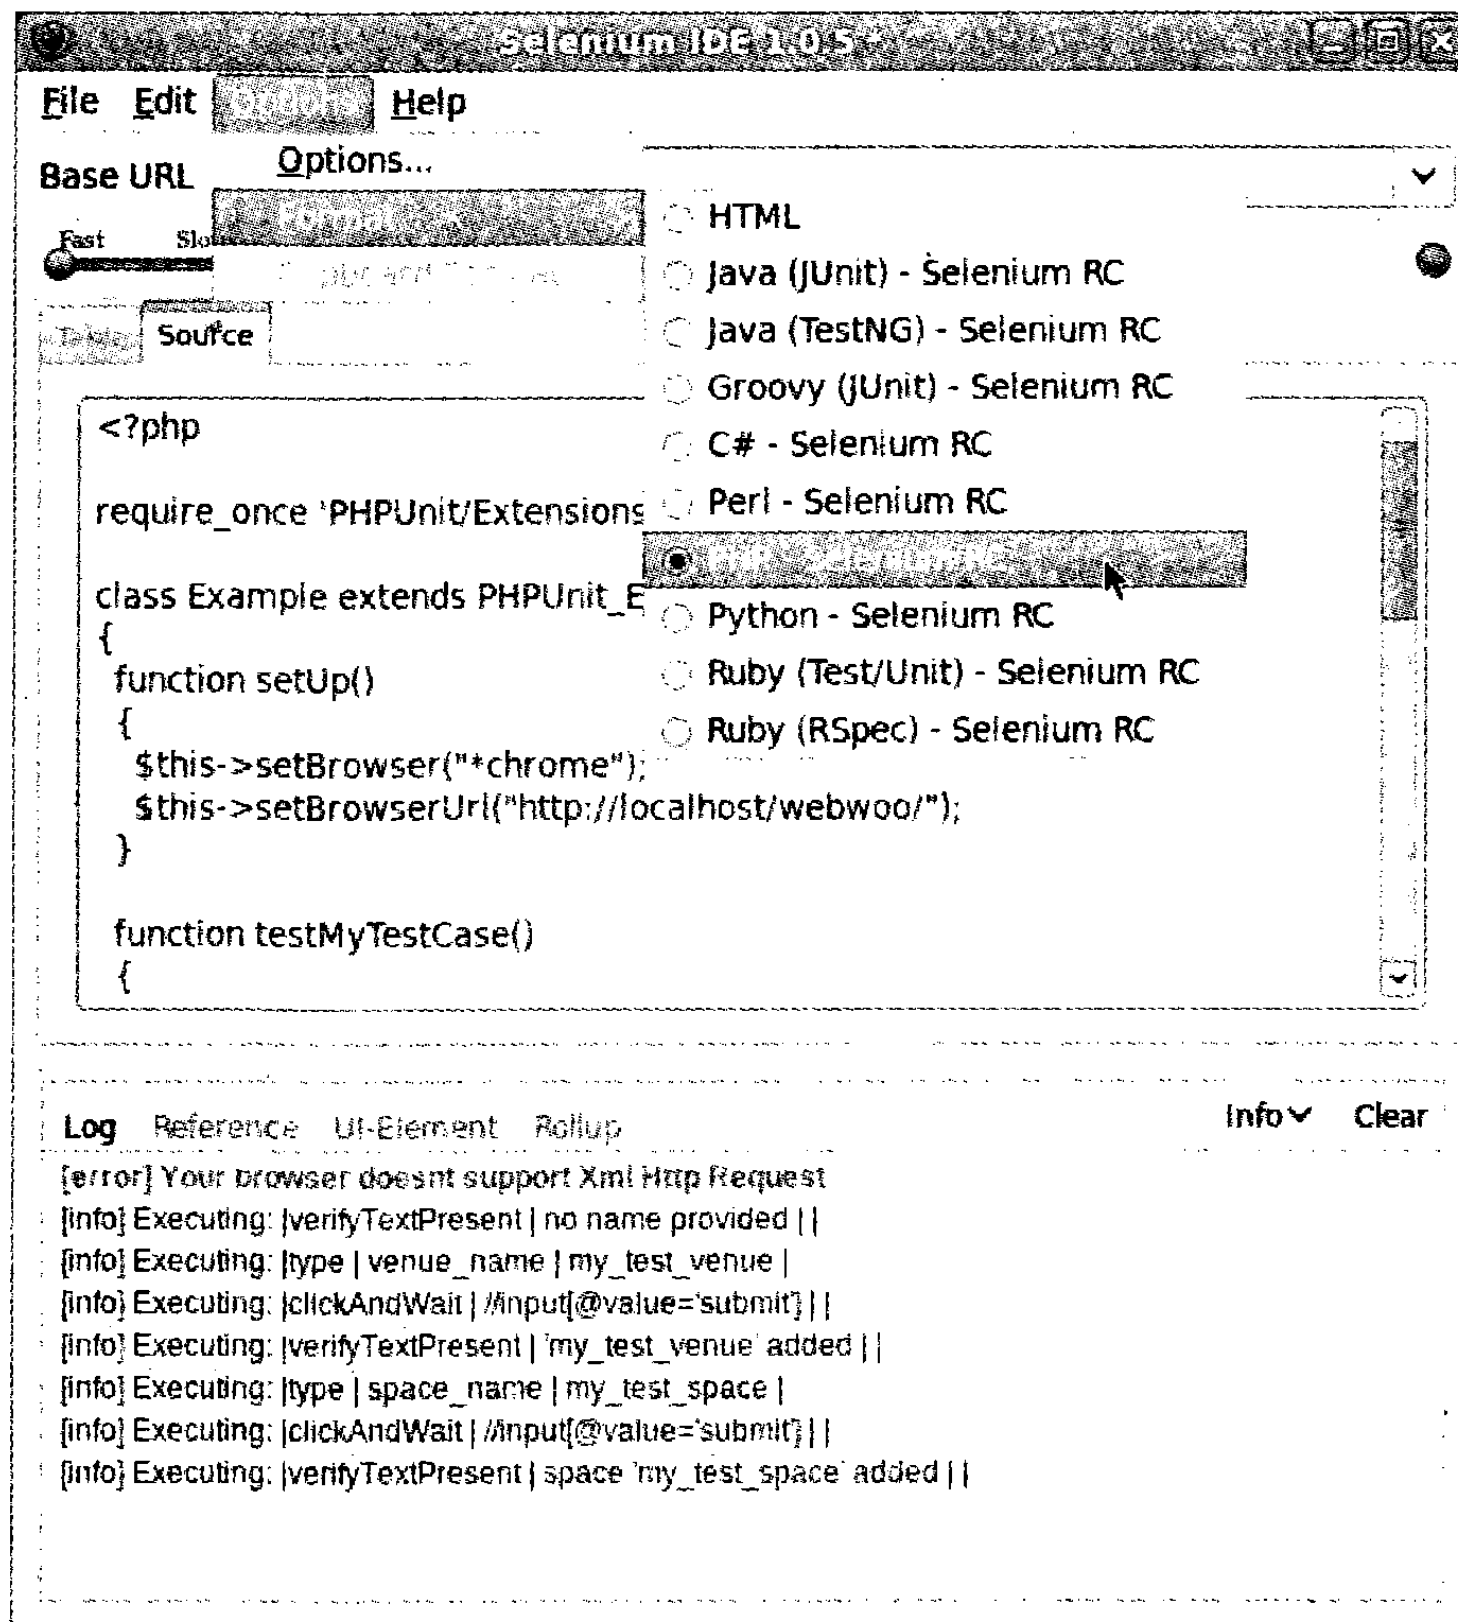 Selenium IDE 1.0.5 *
File Edit Options Help
Base URL
Options...
Format
Fast
HTML
Java (JUnit) - Selenium RC
Java (TestNG) - Selenium RC
Groovy (JUnit) - Selenium RC
C# - Selenium RC
Perl - Selenium RC
PHP - Selenium RC
Python - Selenium RC
Ruby (Test/Unit) - Selenium RC
Ruby (RSpec) - Selenium RC
Table Source
<?php
require_once 'PHPUnit/Extensions
class Example extends PHPUnit_E
{
function setUp()
{
$this->setBrowser("*chrome");
$this->setBrowserUrl("http://localhost/webwoo/");
}
function testMyTestCase()
{
Log Reference UI-Element Rollup Info Clear
[error] Your browser doesnt support Xml Http Request
[info] Executing: |verifyTextPresent | no name provided | |
[info] Executing: |type | venue_name | my_test_venue |
[info] Executing: |clickAndWait | //input[@value='submit'] | |
[info] Executing: |verifyTextPresent | 'my_test_venue' added | |
[info] Executing: |type | space_name | my_test_space |
[info] Executing: |clickAndWait | //input[@value='submit'] | |
[info] Executing: |verifyTextPresent | space 'my_test_space' added | |